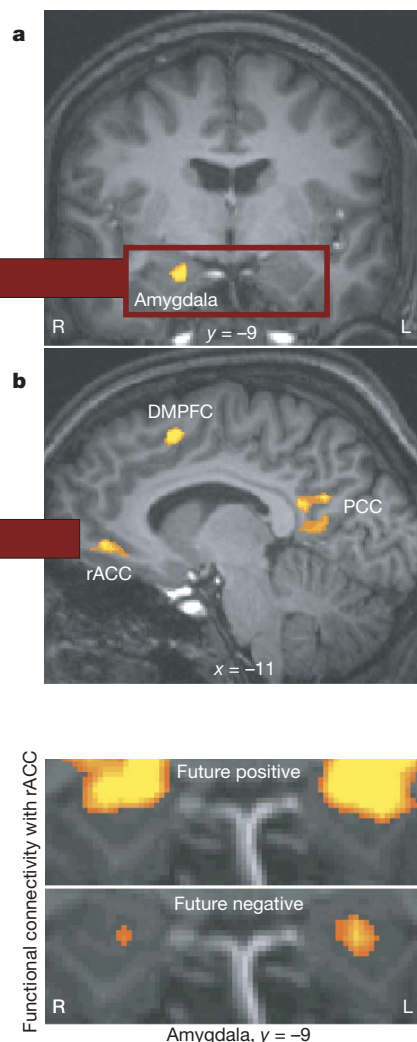 a
Amygdala
R
L
y = –9
b
DMPFC
PCC
rACC
x = –11
Functional connectivity with rACC
Future positive
Future negative
R
L
Amygdala, y = –9